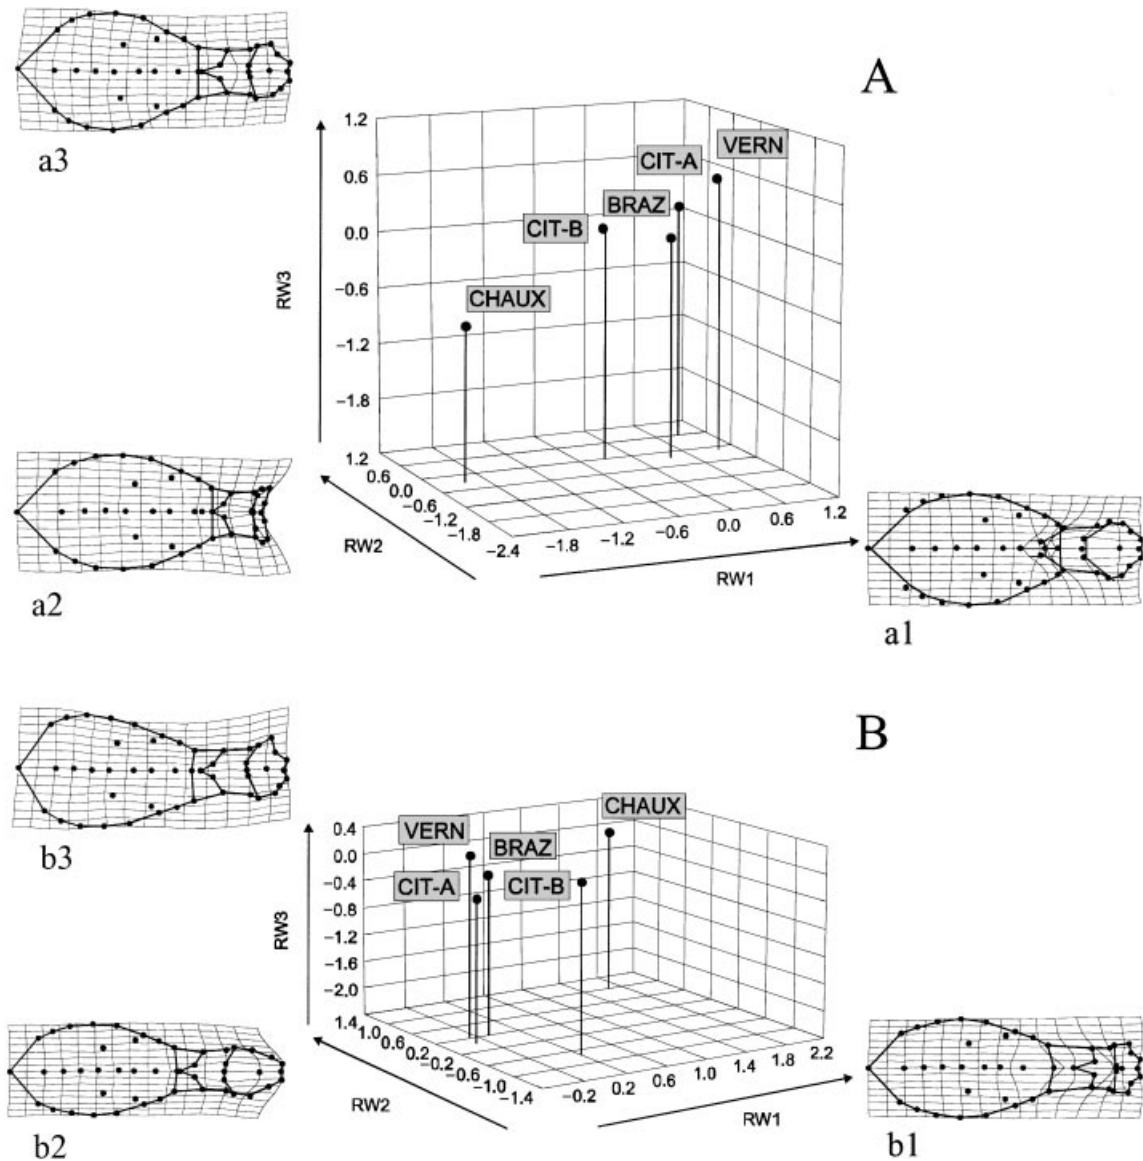 A
a3
1.2
0.6
0.0
−0.6
−1.2
−1.8
RW3
VERN
CIT-A
BRAZ
CIT-B
CHAUX
1.2
0.6
0.0
−0.6
−1.2
−1.8
−2.4
RW2
−1.8
−1.2
−0.6
0.0
0.6
1.2
RW1
a2
a1
B
b3
0.4
0.0
−0.4
−0.8
−1.2
−1.6
−2.0
RW3
CHAUX
VERN
BRAZ
CIT-A
CIT-B
1.4
1.0
0.6
0.2
−0.2
−0.6
−1.0
−1.4
RW2
−0.2
0.2
0.6
1.0
1.4
1.8
2.2
RW1
b2
b1